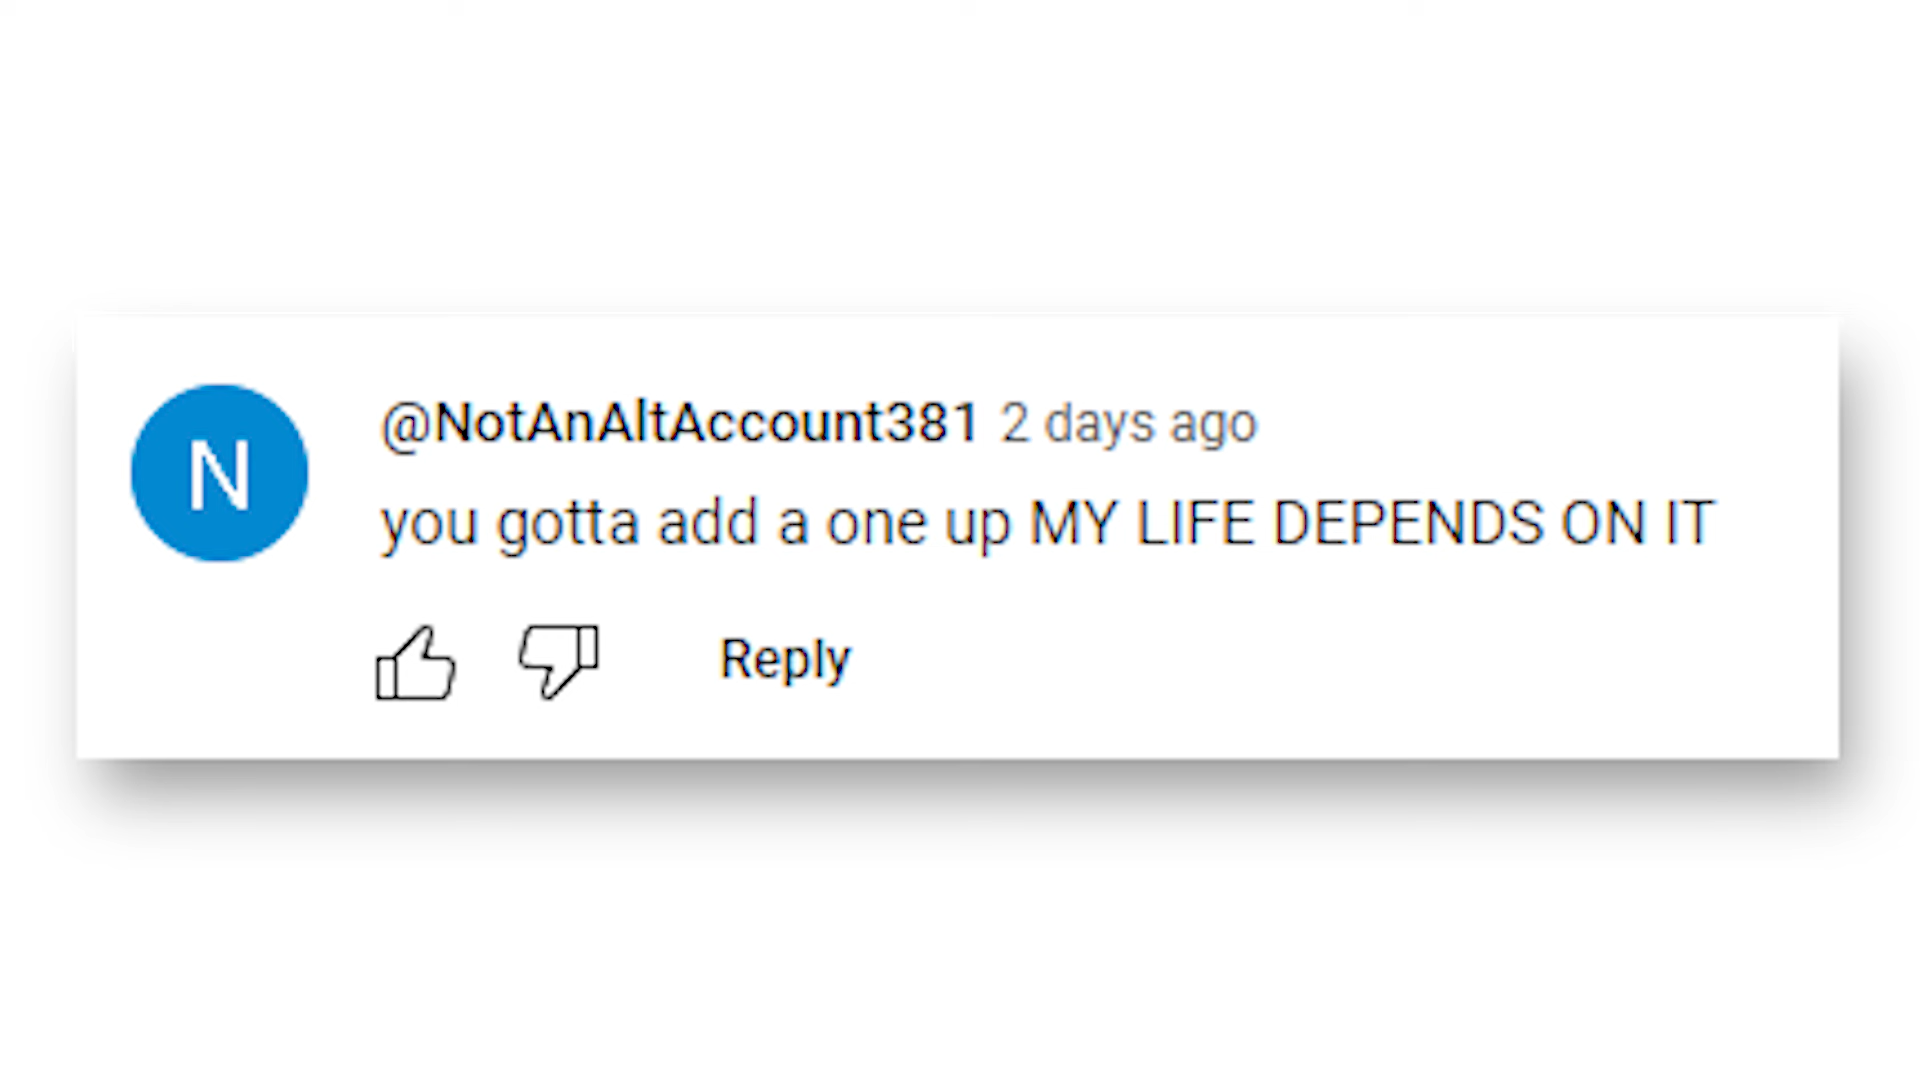 N
@NotAnAltAccount381 2 days ago
you gotta add a one up MY LIFE DEPENDS ON IT
Reply